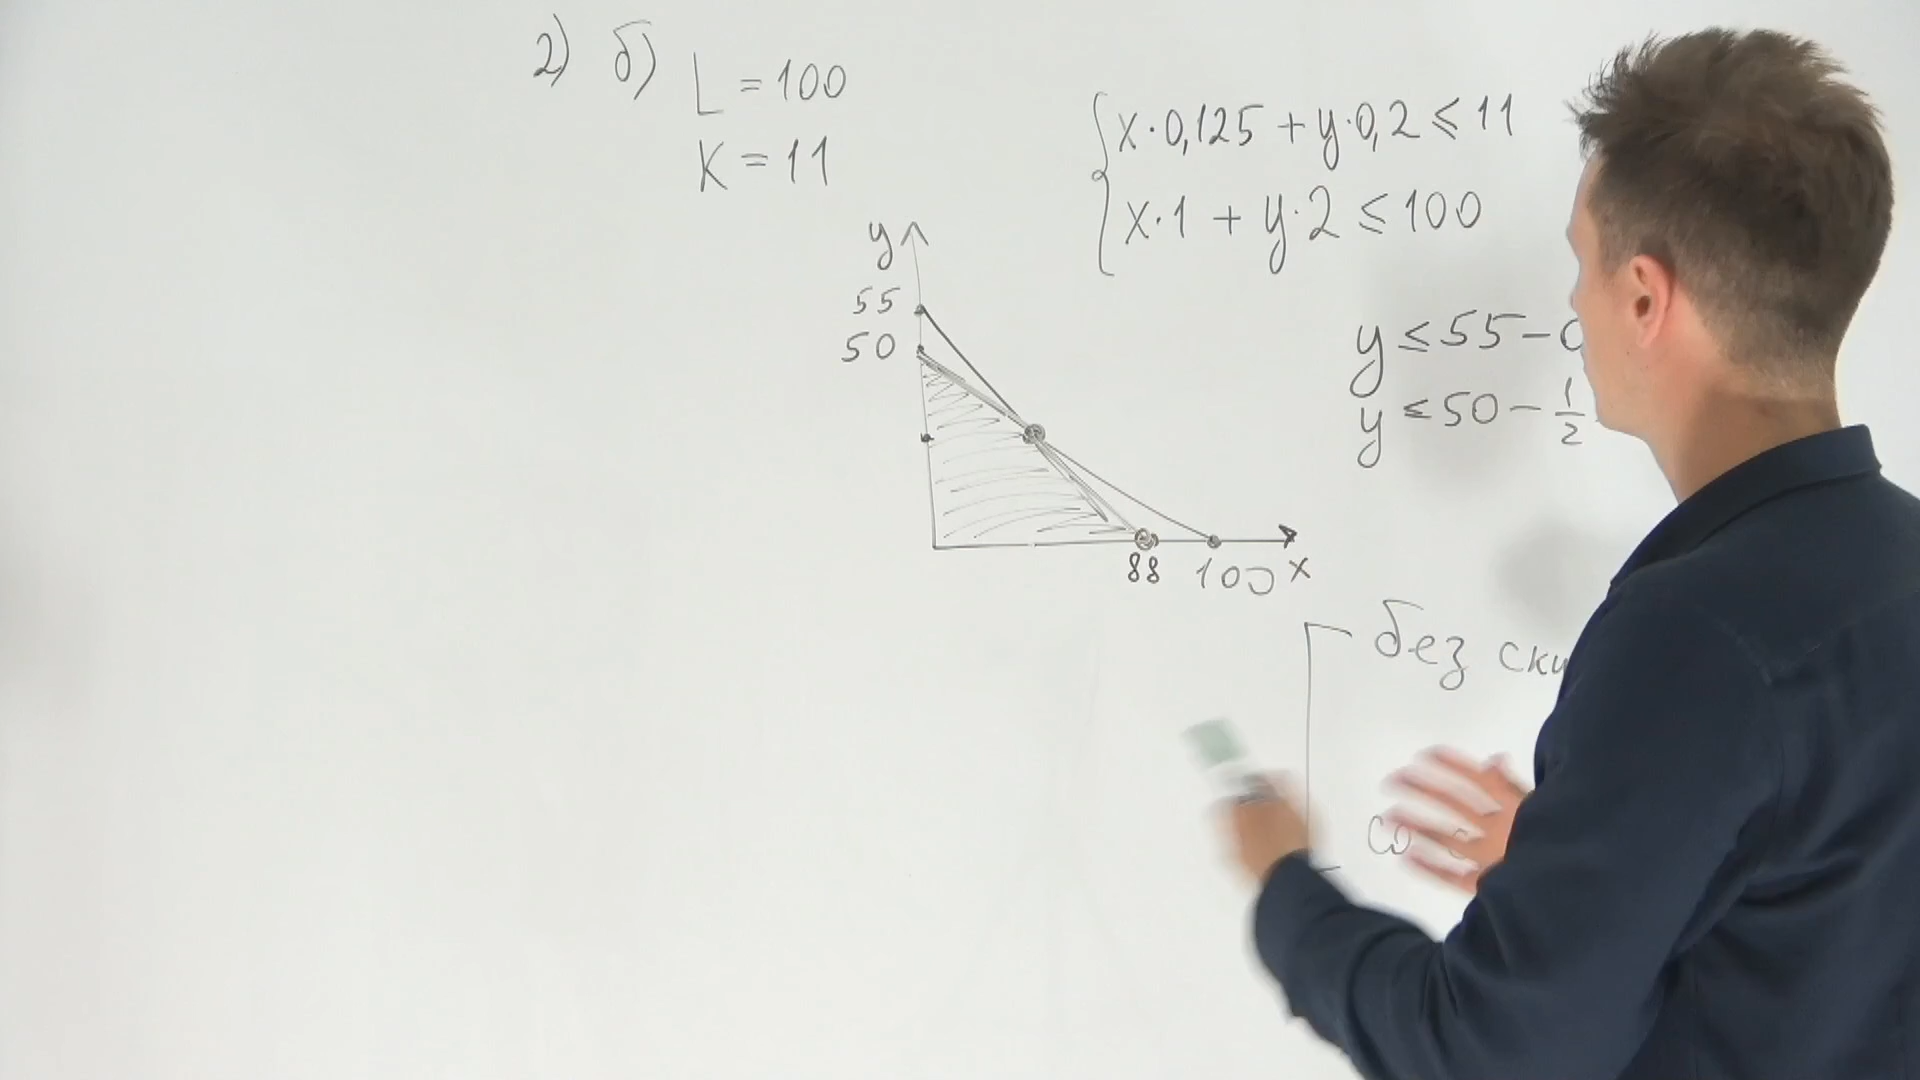 2) б) L = 100
K = 11
x·0,125 + y·0,2 ≤ 11
x·1 + y·2 ≤ 100
y
55
50
88
100
x
y ≤ 55 − 0
y ≤ 50 − 1/2
без
со